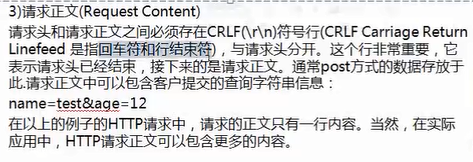 3)请求正文(Request Content)
请求头和请求正文之间必须存在CRLF(\r\n)符号行(CRLF Carriage Return
Linefeed 是指回车符和行结束符)，与请求头分开。这个行非常重要，它
表示请求头已经结束，接下来的是请求正文。通常post方式的数据存放于
此.请求正文中可以包含客户提交的查询字符串信息：
name=test&age=12
在以上的例子的HTTP请求中，请求的正文只有一行内容。当然，在实际
应用中，HTTP请求正文可以包含更多的内容。